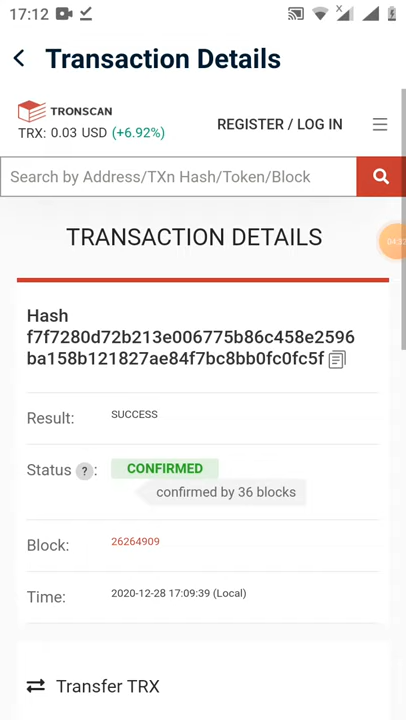 17:12
Transaction Details
TRONSCAN
TRX: 0.03 USD (+6.92%)
REGISTER / LOG IN
Search by Address/TXn Hash/Token/Block
TRANSACTION DETAILS
Hash
f7f7280d72b213e006775b86c458e2596
ba158b121827ae84f7bc8bb0fc0fc5f
Result: SUCCESS
Status ? : CONFIRMED
confirmed by 36 blocks
Block: 26264909
Time: 2020-12-28 17:09:39 (Local)
Transfer TRX